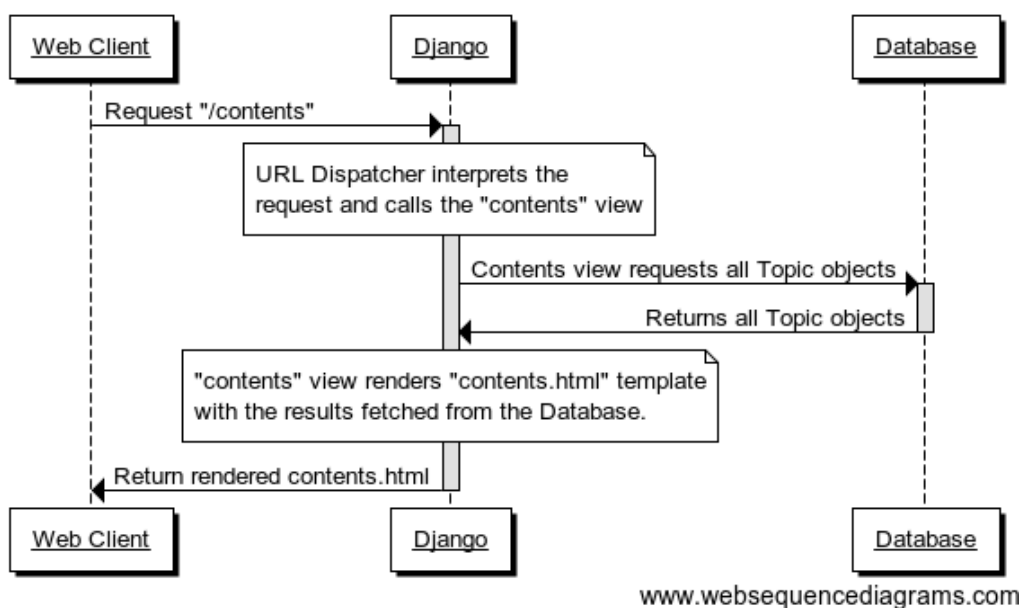 Web Client
Django
Database
Request "/contents"
URL Dispatcher interprets the
request and calls the "contents" view
Contents view requests all Topic objects
Returns all Topic objects
"contents" view renders "contents.html" template
with the results fetched from the Database.
Return rendered contents.html
Web Client
Django
Database
www.websequencediagrams.com